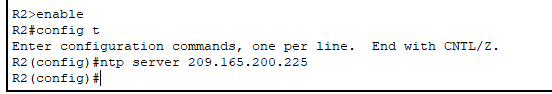 R2>enable
R2#config t
Enter configuration commands, one per line.  End with CNTL/Z.
R2(config)#ntp server 209.165.200.225
R2(config)#